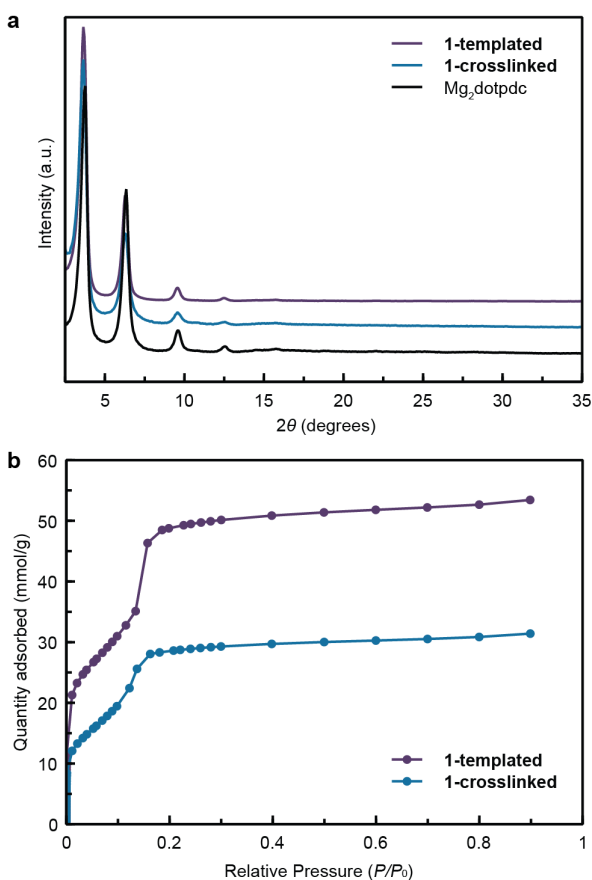 a
1-templated
1-crosslinked
Mg₂dotpdc
Intensity (a.u.)
5 10 15 20 25 30 35
2θ (degrees)
b
60
50
40
30
20
10
0
Quantity adsorbed (mmol/g)
1-templated
1-crosslinked
0 0.2 0.4 0.6 0.8 1
Relative Pressure (P/P₀)